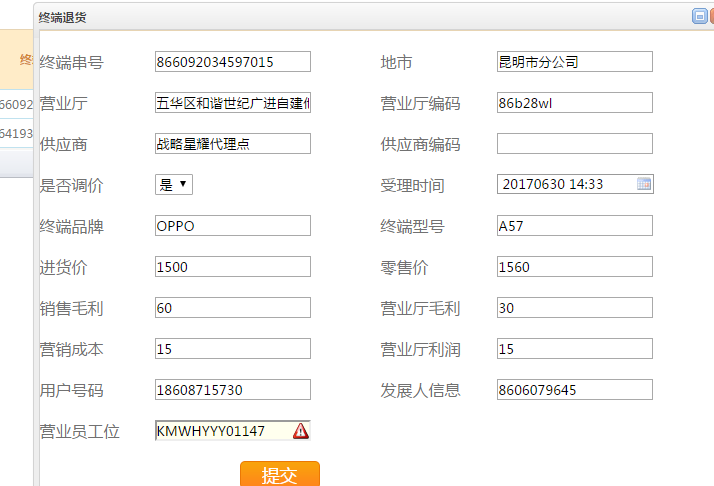 终端退货
终端串号 866092034597015 地市 昆明市分公司
营业厅 五华区和谐世纪广进自建他 营业厅编码 86b28wl
供应商 战略星耀代理点 供应商编码
是否调价 是 受理时间 20170630 14:33
终端品牌 OPPO 终端型号 A57
进货价 1500 零售价 1560
销售毛利 60 营业厅毛利 30
营销成本 15 营业厅利润 15
用户号码 18608715730 发展人信息 8606079645
营业员工位 KMWHYYY01147
提交
终
66092
64193